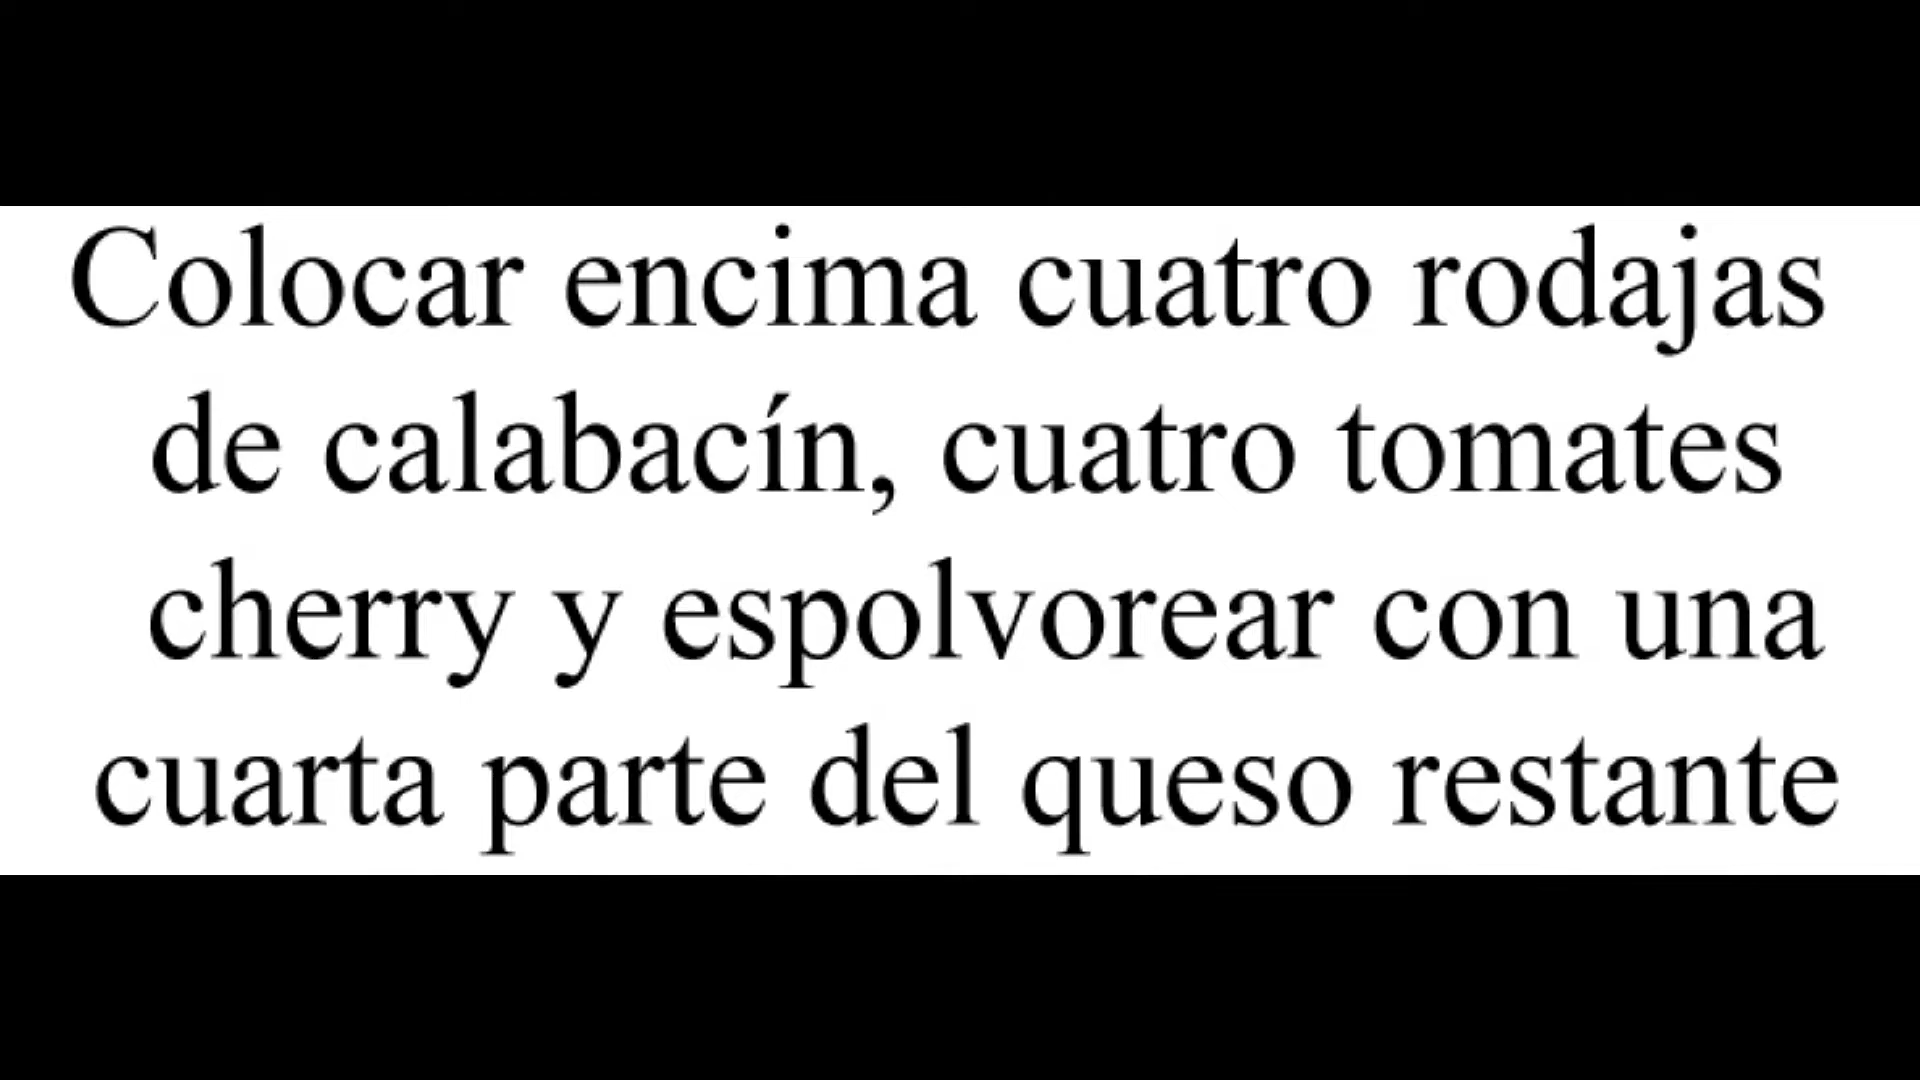 Colocar encima cuatro rodajas
de calabacín, cuatro tomates
cherry y espolvorear con una
cuarta parte del queso restante